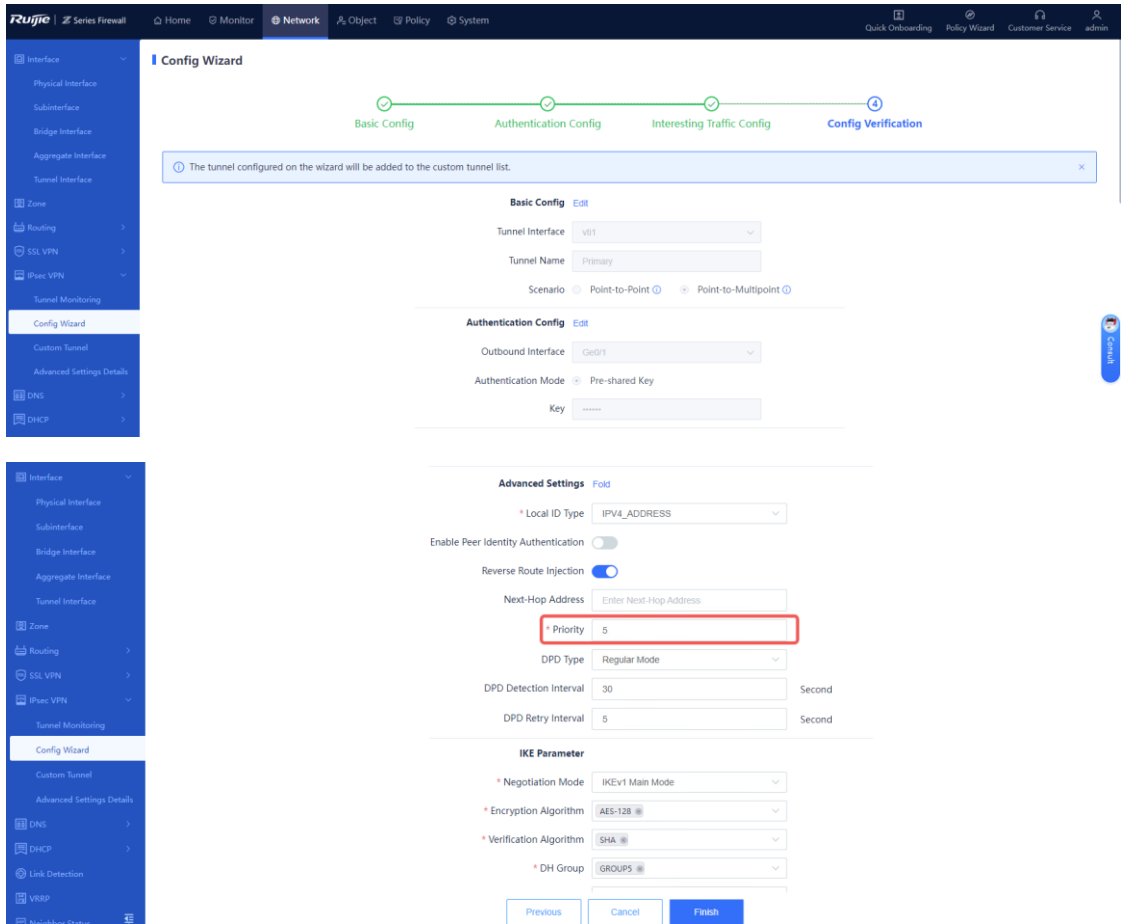 Ruijie | Z Series Firewall Home Monitor Network Object Policy System Quick Onboarding Policy Wizard Customer Service admin
Interface
Physical Interface
Subinterface
Bridge Interface
Aggregate Interface
Tunnel Interface
Zone
Routing
SSL VPN
IPsec VPN
Tunnel Monitoring
Config Wizard
Custom Tunnel
Advanced Settings Details
DNS
DHCP
Config Wizard
4
Basic Config Authentication Config Interesting Traffic Config Config Verification
The tunnel configured on the wizard will be added to the custom tunnel list.
Basic Config Edit
Tunnel Interface vti1
Tunnel Name Primary
Scenario Point-to-Point Point-to-Multipoint
Authentication Config Edit
Outbound Interface Ge0/1
Authentication Mode Pre-shared Key
Key ------
Consult
Interface
Physical Interface
Subinterface
Bridge Interface
Aggregate Interface
Tunnel Interface
Zone
Routing
SSL VPN
IPsec VPN
Tunnel Monitoring
Config Wizard
Custom Tunnel
Advanced Settings Details
DNS
DHCP
Link Detection
VRRP
Neighbor Status
Advanced Settings Fold
* Local ID Type IPV4_ADDRESS
Enable Peer Identity Authentication
Reverse Route Injection
Next-Hop Address Enter Next-Hop Address
* Priority 5
DPD Type Regular Mode
DPD Detection Interval 30 Second
DPD Retry Interval 5 Second
IKE Parameter
* Negotiation Mode IKEv1 Main Mode
* Encryption Algorithm AES-128
* Verification Algorithm SHA
* DH Group GROUP5
Previous Cancel Finish